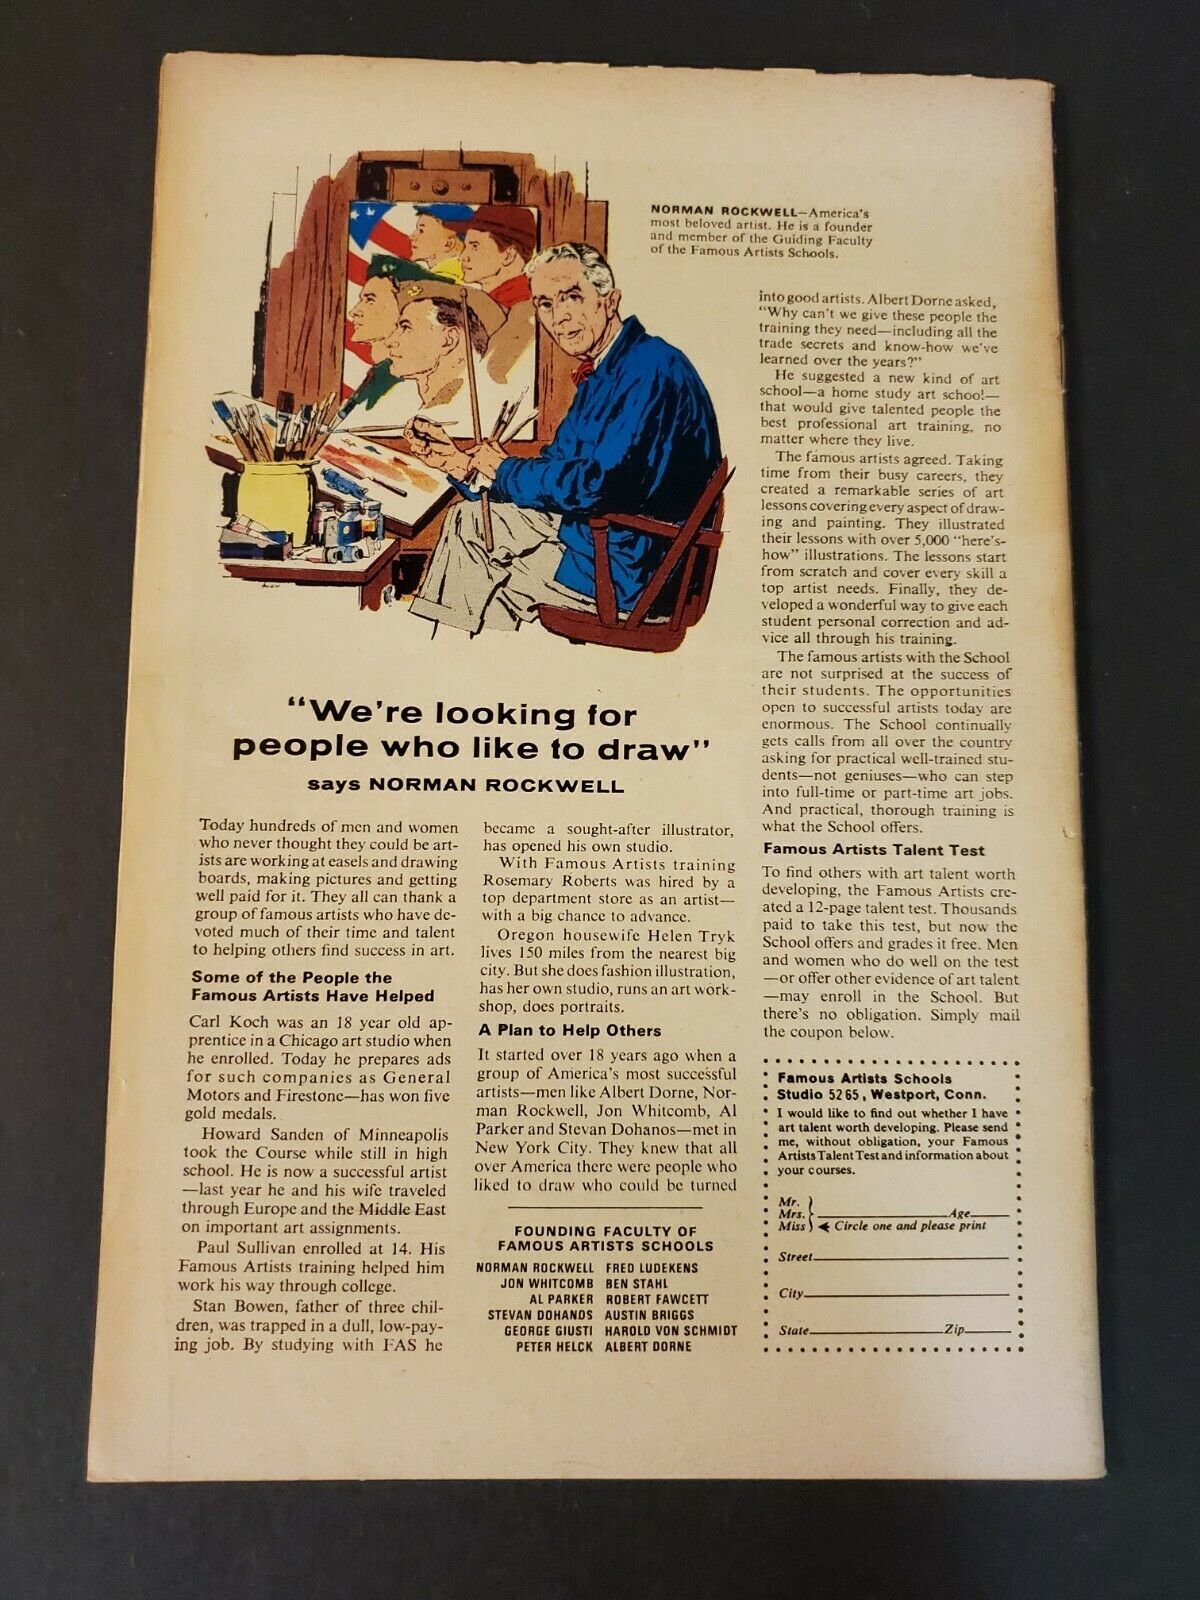 NORMAN ROCKWELL—America's
most beloved artist. He is a founder
and member of the Guiding Faculty
of the Famous Artists Schools.
"We're looking for
people who like to draw"
says NORMAN ROCKWELL
Today hundreds of men and women
who never thought they could be art-
ists are working at easels and drawing
boards, making pictures and getting
well paid for it. They all can thank a
group of famous artists who have de-
voted much of their time and talent
to helping others find success in art.
Some of the People the
Famous Artists Have Helped
Carl Koch was an 18 year old ap-
prentice in a Chicago art studio when
he enrolled. Today he prepares ads
for such companies as General
Motors and Firestone—has won five
gold medals.
Howard Sanden of Minneapolis
took the Course while still in high
school. He is now a successful artist
—last year he and his wife traveled
through Europe and the Middle East
on important art assignments.
Paul Sullivan enrolled at 14. His
Famous Artists training helped him
work his way through college.
Stan Bowen, father of three chil-
dren, was trapped in a dull, low-pay-
ing job. By studying with FAS he
became a sought-after illustrator,
has opened his own studio.
With Famous Artists training
Rosemary Roberts was hired by a
top department store as an artist—
with a big chance to advance.
Oregon housewife Helen Tryk
lives 150 miles from the nearest big
city. But she does fashion illustration,
has her own studio, runs an art work-
shop, does portraits.
A Plan to Help Others
It started over 18 years ago when a
group of America's most successful
artists—men like Albert Dorne, Nor-
man Rockwell, Jon Whitcomb, Al
Parker and Stevan Dohanos—met in
New York City. They knew that all
over America there were people who
liked to draw who could be turned
into good artists. Albert Dorne asked,
"Why can't we give these people the
training they need—including all the
trade secrets and know-how we've
learned over the years?"
He suggested a new kind of art
school—a home study art school—
that would give talented people the
best professional art training, no
matter where they live.
The famous artists agreed. Taking
time from their busy careers, they
created a remarkable series of art
lessons covering every aspect of draw-
ing and painting. They illustrated
their lessons with over 5,000 "here's-
how" illustrations. The lessons start
from scratch and cover every skill a
top artist needs. Finally, they de-
veloped a wonderful way to give each
student personal correction and ad-
vice all through his training.
The famous artists with the School
are not surprised at the success of
their students. The opportunities
open to successful artists today are
enormous. The School continually
gets calls from all over the country
asking for practical well-trained stu-
dents—not geniuses—who can step
into full-time or part-time art jobs.
And practical, thorough training is
what the School offers.
Famous Artists Talent Test
To find others with art talent worth
developing, the Famous Artists cre-
ated a 12-page talent test. Thousands
paid to take this test, but now the
School offers and grades it free. Men
and women who do well on the test
—or offer other evidence of art talent
—may enroll in the School. But
there's no obligation. Simply mail
the coupon below.
FOUNDING FACULTY OF
FAMOUS ARTISTS SCHOOLS
NORMAN ROCKWELL FRED LUDEKENS
JON WHITCOMB BEN STAHL
AL PARKER ROBERT FAWCETT
STEVAN DOHANOS AUSTIN BRIGGS
GEORGE GIUSTI HAROLD VON SCHMIDT
PETER HELCK ALBERT DORNE
Famous Artists Schools
Studio 5265, Westport, Conn.
I would like to find out whether I have
art talent worth developing. Please send
me, without obligation, your Famous
Artists Talent Test and information about
your courses.
Mr.
Mrs. Age
Miss Circle one and please print
Street
City
State Zip